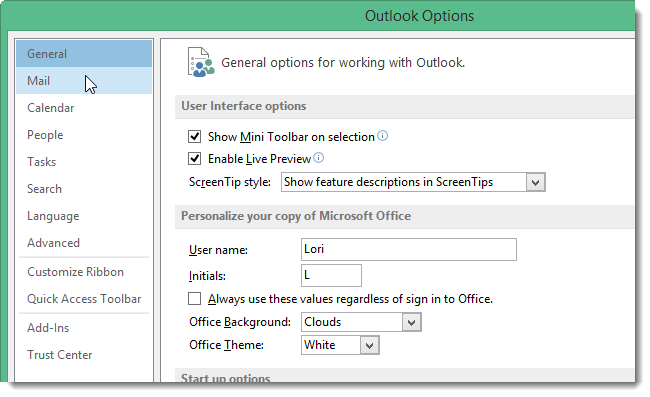 Outlook Options
General
Mail
Calendar
People
Tasks
Search
Language
Advanced
Customize Ribbon
Quick Access Toolbar
Add-Ins
Trust Center
General options for working with Outlook.
User Interface options
Show Mini Toolbar on selection
Enable Live Preview
ScreenTip style: Show feature descriptions in ScreenTips
Personalize your copy of Microsoft Office
User name: Lori
Initials: L
Always use these values regardless of sign in to Office.
Office Background: Clouds
Office Theme: White
Start up options